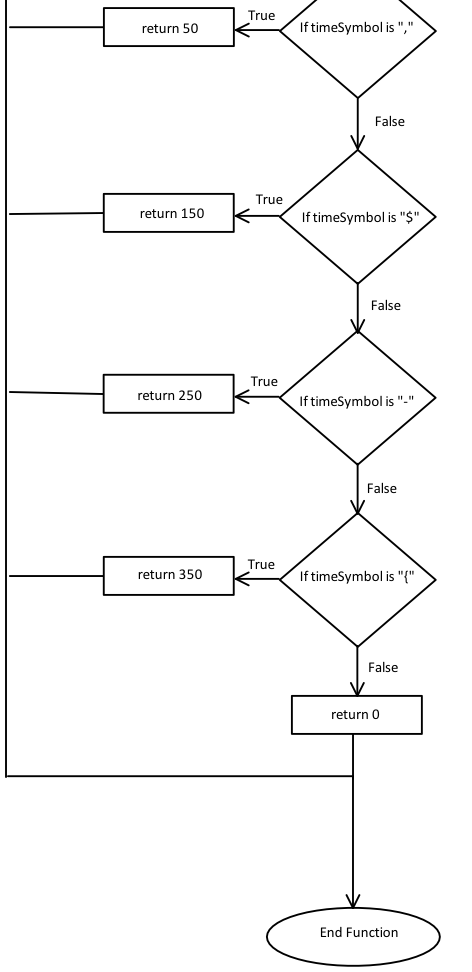 If timeSymbol is ","
True
return 50
False
If timeSymbol is "$"
True
return 150
False
If timeSymbol is "-"
True
return 250
False
If timeSymbol is "{"
True
return 350
False
return 0
End Function